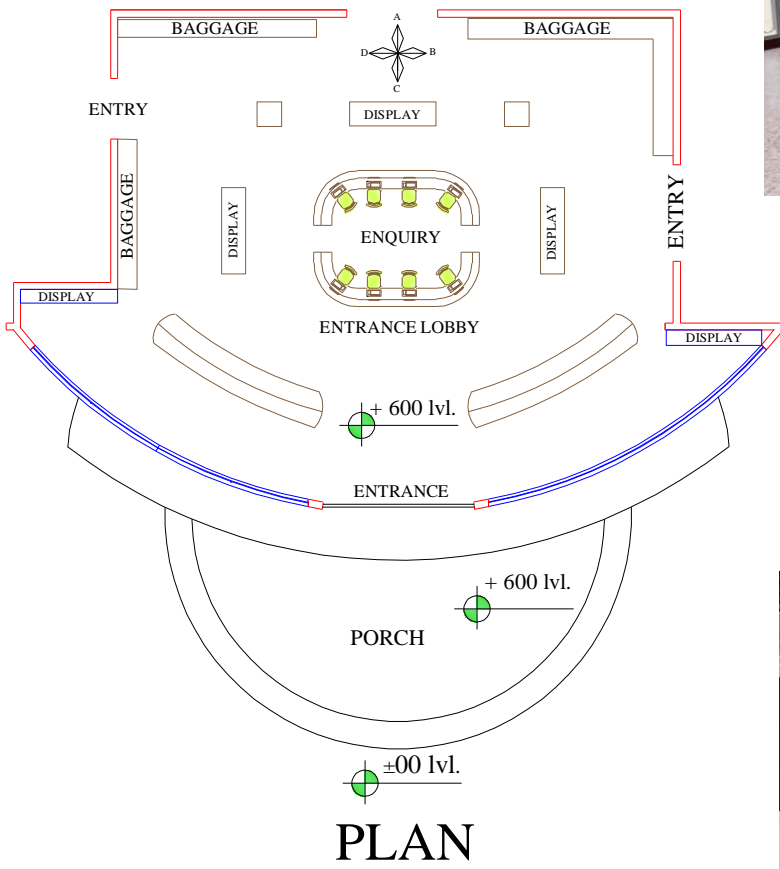 A
BAGGAGE
BAGGAGE
D
B
C
ENTRY
DISPLAY
BAGGAGE
DISPLAY
ENQUIRY
DISPLAY
ENTRY
DISPLAY
ENTRANCE LOBBY
DISPLAY
+ 600 lvl.
ENTRANCE
+ 600 lvl.
PORCH
±00 lvl.
PLAN